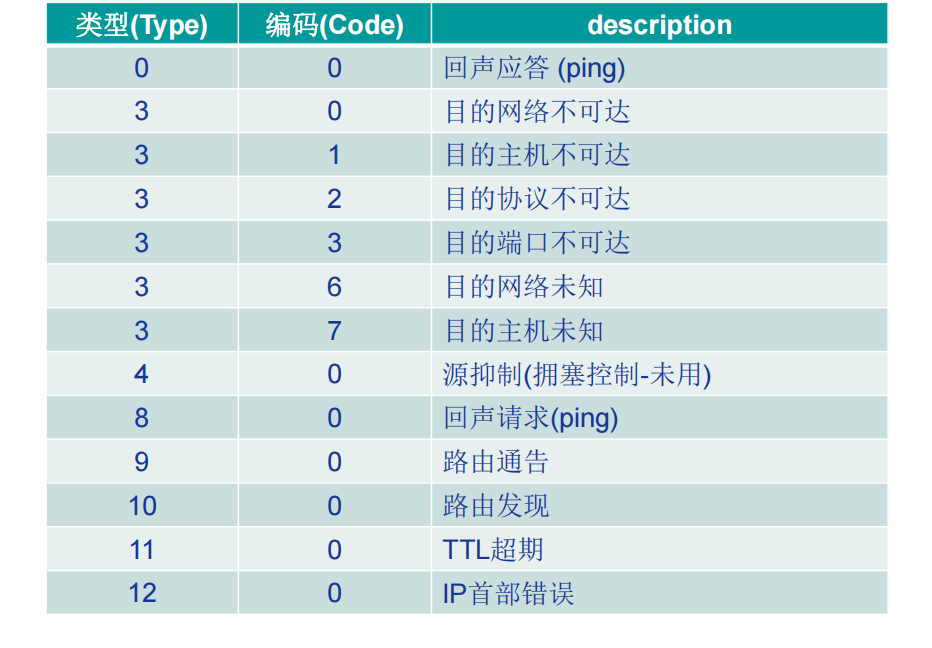 类型(Type) 编码(Code) description
0 0 回声应答 (ping)
3 0 目的网络不可达
3 1 目的主机不可达
3 2 目的协议不可达
3 3 目的端口不可达
3 6 目的网络未知
3 7 目的主机未知
4 0 源抑制(拥塞控制-未用)
8 0 回声请求(ping)
9 0 路由通告
10 0 路由发现
11 0 TTL超期
12 0 IP首部错误